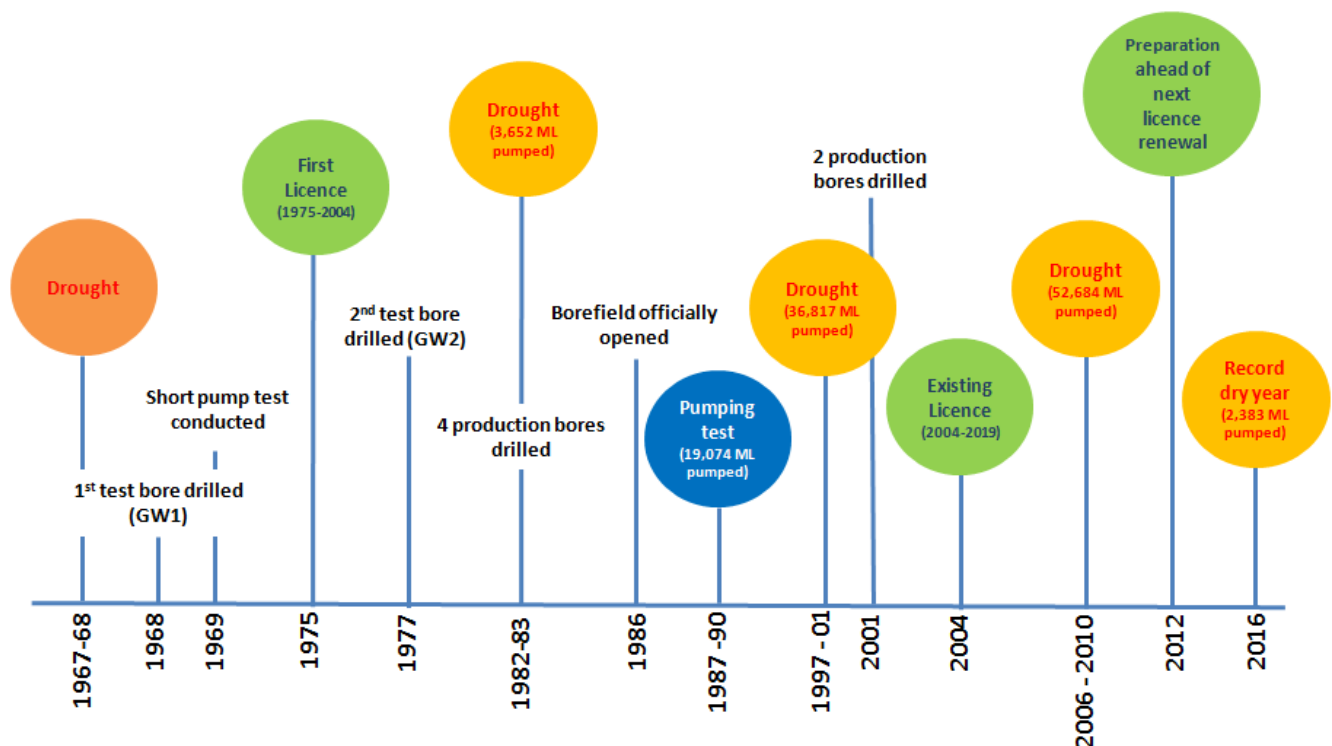 Drought
1st test bore drilled
(GW1)
Short pump test
conducted
First
Licence
(1975-2004)
2nd test bore
drilled (GW2)
Drought
(3,652 ML
pumped)
4 production bores
drilled
Borefield officially
opened
Pumping
test
(19,074 ML
pumped)
Drought
(36,817 ML
pumped)
2 production
bores drilled
Existing
Licence
(2004-2019)
Drought
(52,684 ML
pumped)
Preparation
ahead of
next
licence
renewal
Record
dry year
(2,383 ML
pumped)
1967-68
1968
1969
1975
1977
1982-83
1986
1987 -90
1997 - 01
2001
2004
2006 - 2010
2012
2016